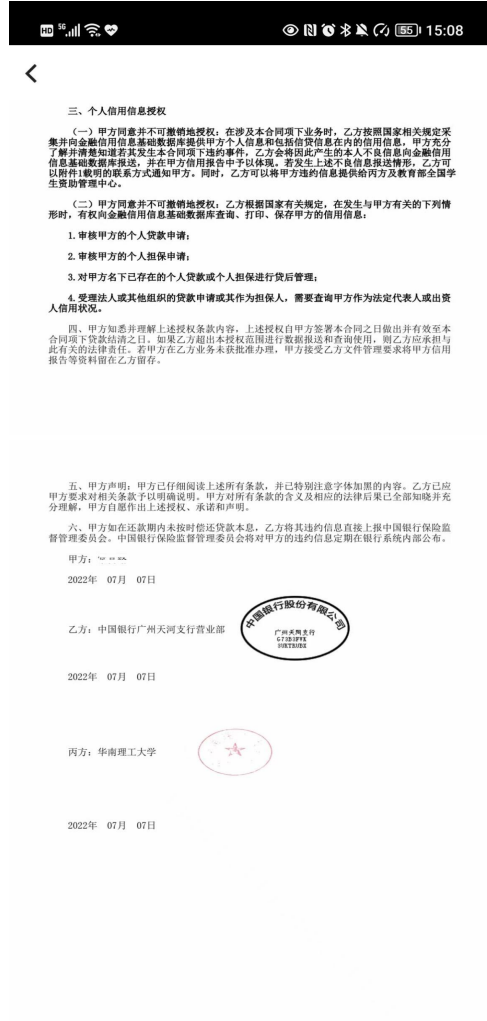 HD 5G 55 15:08
三、个人信用信息授权
（一）甲方同意并不可撤销地授权：在涉及本合同项下业务时，乙方按照国家相关规定采
集并向金融信用信息基础数据库提供甲方个人信息和包括信贷信息在内的信用信息，甲方充分
了解并清楚知道若其发生本合同项下违约事件，乙方会将因此产生的本人不良信息向金融信用
信息基础数据库报送，并在甲方信用报告中予以体现。若发生上述不良信息报送情形，乙方可
以附件1载明的联系方式通知甲方。同时，乙方可以将甲方违约信息提供给丙方及教育部全国学
生资助管理中心。
（二）甲方同意并不可撤销地授权：乙方根据国家有关规定，在发生与甲方有关的下列情
形时，有权向金融信用信息基础数据库查询、打印、保存甲方的信用信息：
1.审核甲方的个人贷款申请；
2.审核甲方的个人担保申请；
3.对甲方名下已存在的个人贷款或个人担保进行贷后管理；
4.受理法人或其他组织的贷款申请或其作为担保人，需要查询甲方作为法定代表人或出资
人信用状况。
四、甲方知悉并理解上述授权条款内容，上述授权自甲方签署本合同之日做出并有效至本
合同项下贷款结清之日。如果乙方超出本授权范围进行数据报送和查询使用，则乙方应承担与
此有关的法律责任。若甲方在乙方业务未获批准办理，甲方接受乙方文件管理要求将甲方信用
报告等资料留在乙方留存。
五、甲方声明：甲方已仔细阅读上述所有条款，并已特别注意字体加黑的内容。乙方已应
甲方要求对相关条款予以明确说明。甲方对所有条款的含义及相应的法律后果已全部知晓并充
分理解，甲方自愿作出上述授权、承诺和声明。
六、甲方如在还款期内未按时偿还贷款本息，乙方将其违约信息直接上报中国银行保险监
督管理委员会。中国银行保险监督管理委员会将对甲方的违约信息定期在银行系统内部公布。
甲方：
2022年 07月 07日
乙方：中国银行广州天河支行营业部
中国银行股份有限公司
广州天河支行
2022年 07月 07日
丙方：华南理工大学
2022年 07月 07日